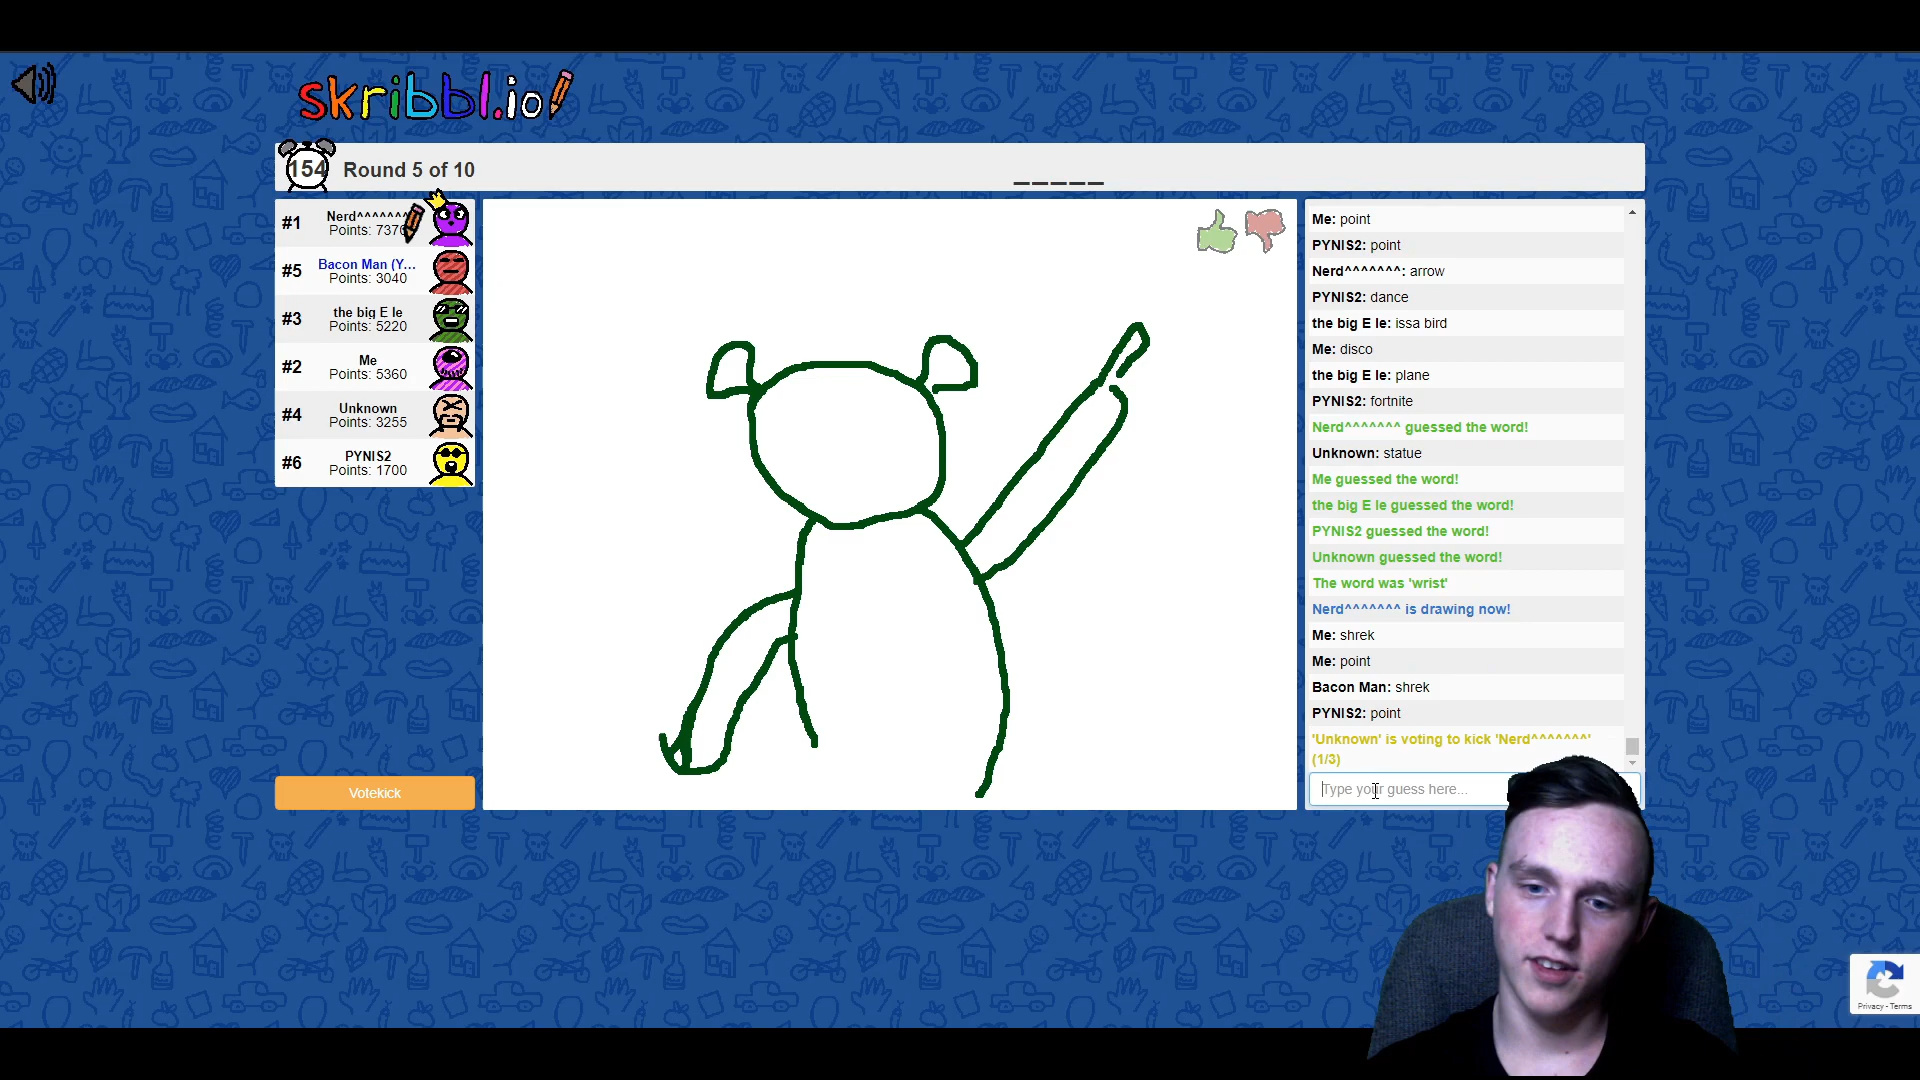 skribbl.io
154 Round 5 of 10
_ _ _ _ _
#1 Nerd^^^^^^^
Points: 7370
#5 Bacon Man (Y...
Points: 3040
#3 the big E le
Points: 5220
#2 Me
Points: 5360
#4 Unknown
Points: 3255
#6 PYNIS2
Points: 1700
Votekick
Me: point
PYNIS2: point
Nerd^^^^^^^: arrow
PYNIS2: dance
the big E le: issa bird
Me: disco
the big E le: plane
PYNIS2: fortnite
Nerd^^^^^^^ guessed the word!
Unknown: statue
Me guessed the word!
the big E le guessed the word!
PYNIS2 guessed the word!
Unknown guessed the word!
The word was 'wrist'
Nerd^^^^^^^ is drawing now!
Me: shrek
Me: point
Bacon Man: shrek
PYNIS2: point
'Unknown' is voting to kick 'Nerd^^^^^^^'
(1/3)
Type your guess here...
Privacy - Terms